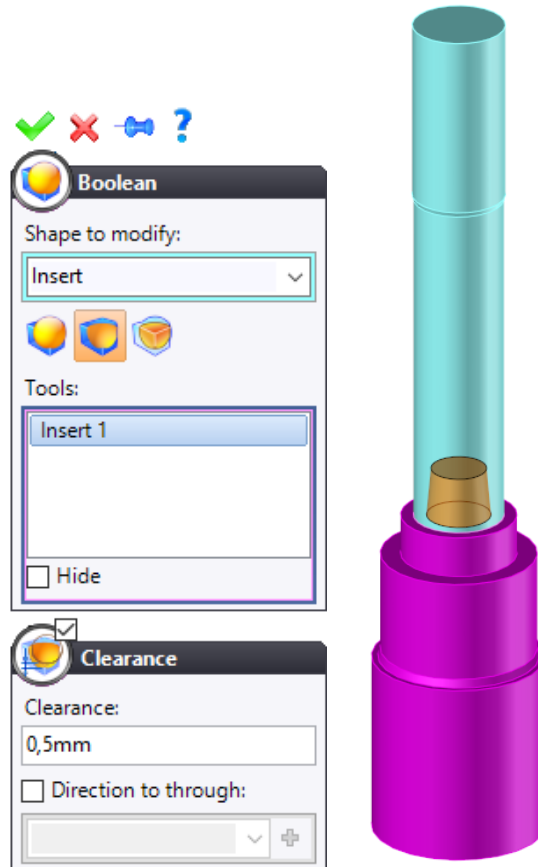 ?
Boolean
Shape to modify:
Insert
Tools:
Insert 1
Hide
Clearance
Clearance:
0,5mm
Direction to through: